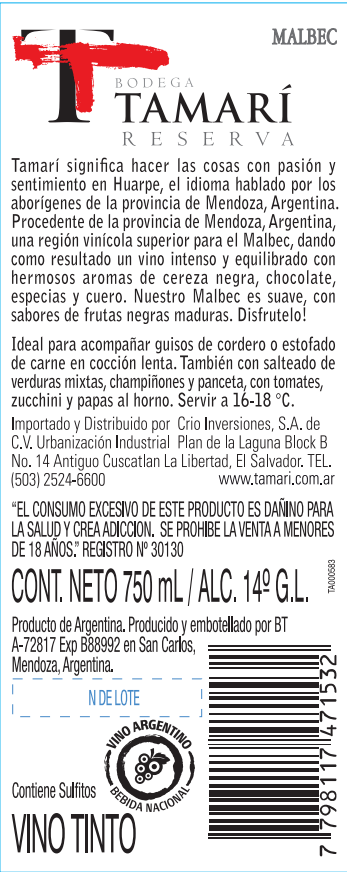 MALBEC
T
BODEGA
TAMARÍ
RESERVA
Tamarí significa hacer las cosas con pasión y
sentimiento en Huarpe, el idioma hablado por los
aborígenes de la provincia de Mendoza, Argentina.
Procedente de la provincia de Mendoza, Argentina,
una región vinícola superior para el Malbec, dando
como resultado un vino intenso y equilibrado con
hermosos aromas de cereza negra, chocolate,
especias y cuero. Nuestro Malbec es suave, con
sabores de frutas negras maduras. Disfrutelo!
Ideal para acompañar guisos de cordero o estofado
de carne en cocción lenta. También con salteado de
verduras mixtas, champiñones y panceta, con tomates,
zucchini y papas al horno. Servir a 16-18 °C.
Importado y Distribuido por Crio Inversiones, S.A. de
C.V. Urbanización Industrial Plan de la Laguna Block B
No. 14 Antiguo Cuscatlan La Libertad, El Salvador. TEL.
(503) 2524-6600 www.tamari.com.ar
“EL CONSUMO EXCESIVO DE ESTE PRODUCTO ES DAÑINO PARA
LA SALUD Y CREA ADICCION. SE PROHIBE LA VENTA A MENORES
DE 18 AÑOS.” REGISTRO Nº 30130
CONT. NETO 750 mL / ALC. 14º G.L.
TA000583
Producto de Argentina. Producido y embotellado por BT
A-72817 Exp B88992 en San Carlos,
Mendoza, Argentina.
N DE LOTE
VINO ARGENTINO
BEBIDA NACIONAL
Contiene Sulfitos
VINO TINTO
7 798117 471532